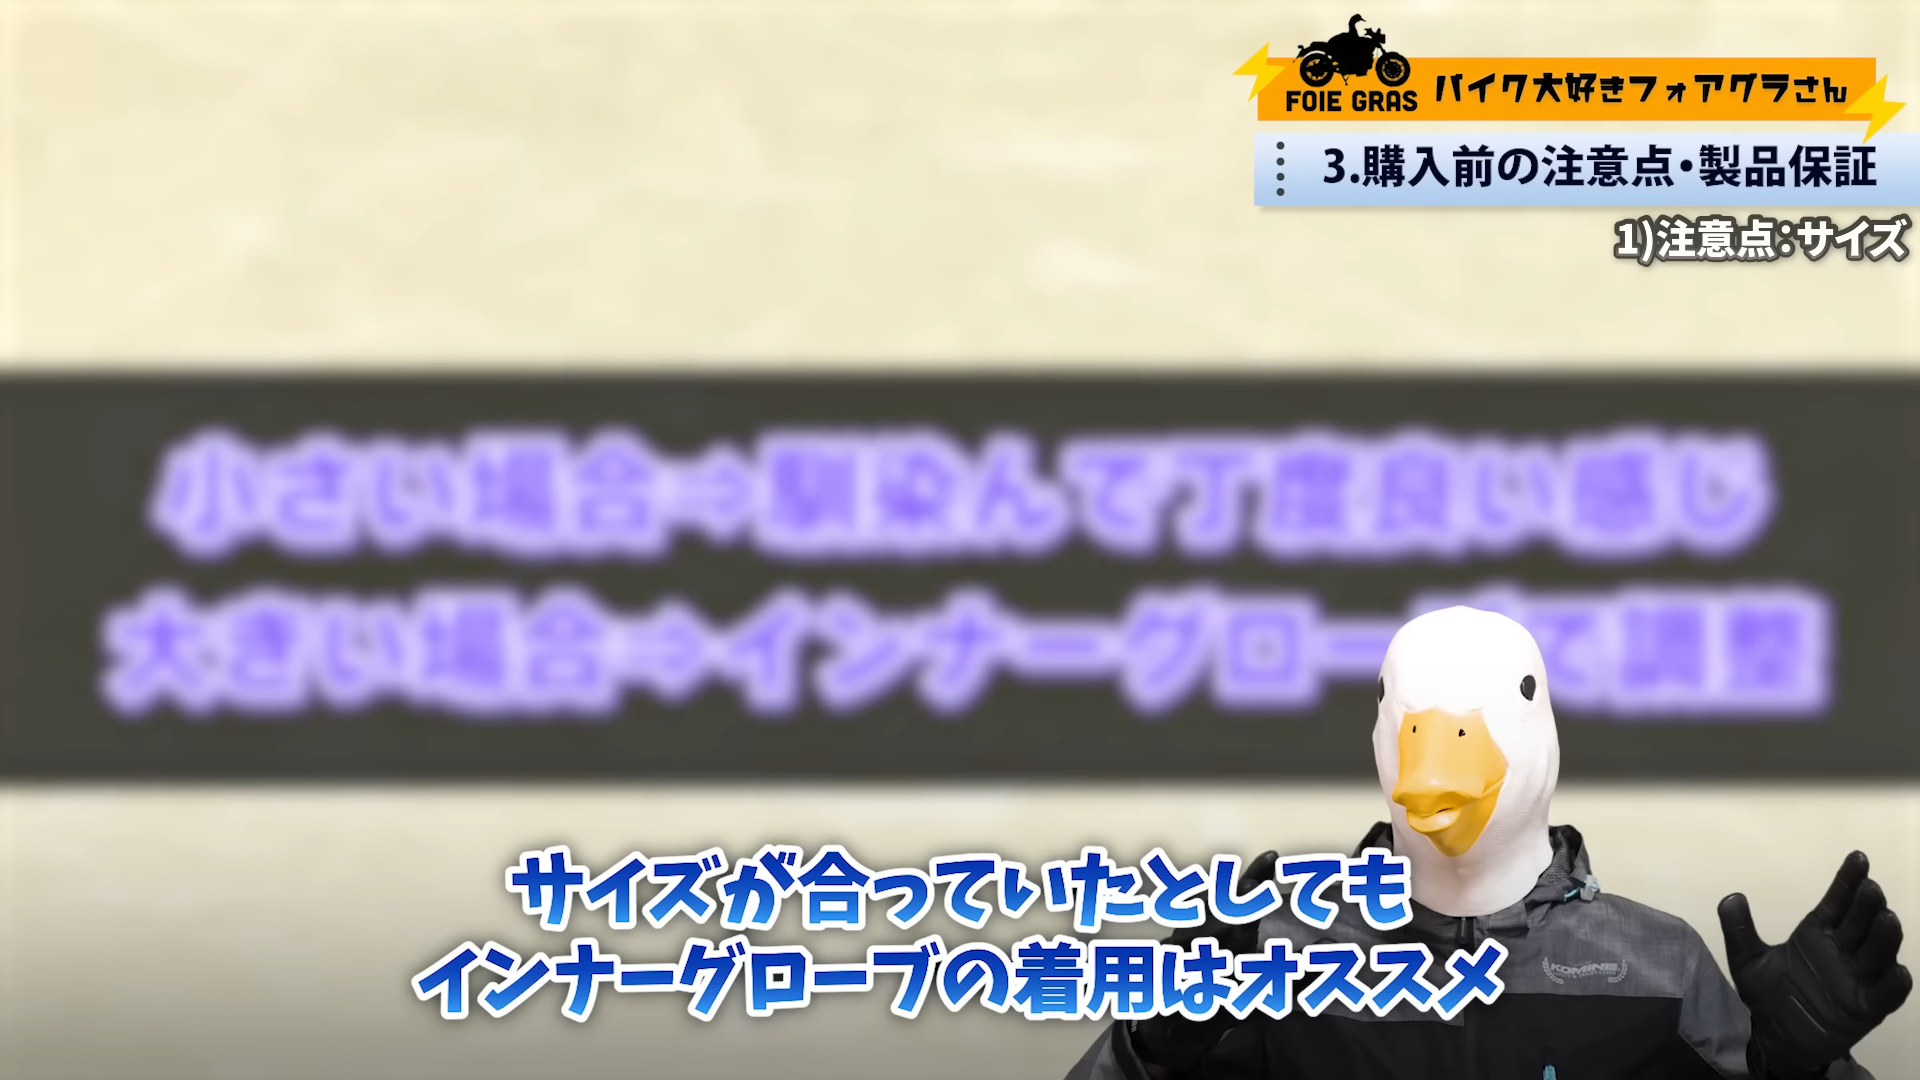 FOIE GRAS バイク大好きフォアグラさん
3.購入前の注意点・製品保証
1)注意点：サイズ
小さい場合⇒馴染んで丁度良い感じ
大きい場合⇒インナーグロー で調整
サイズが合っていたとしても
インナーグローブの着用はオススメ
KOMINE